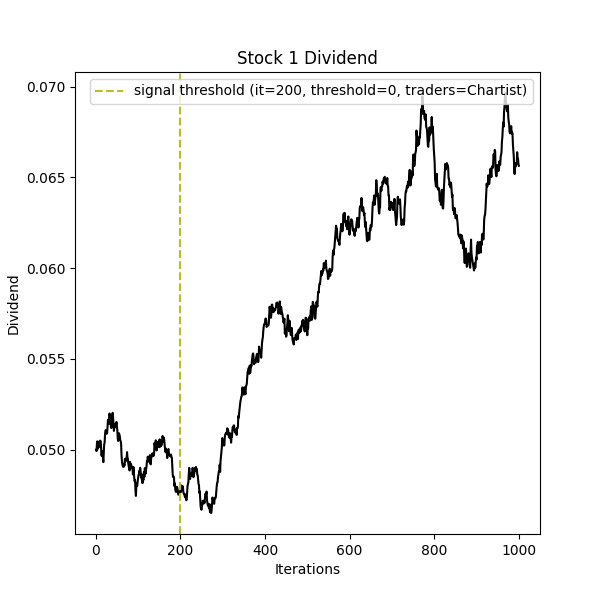 Stock 1 Dividend
signal threshold (it=200, threshold=0, traders=Chartist)
0.070
0.065
0.060
0.055
0.050
Dividend
0 200 400 600 800 1000
Iterations